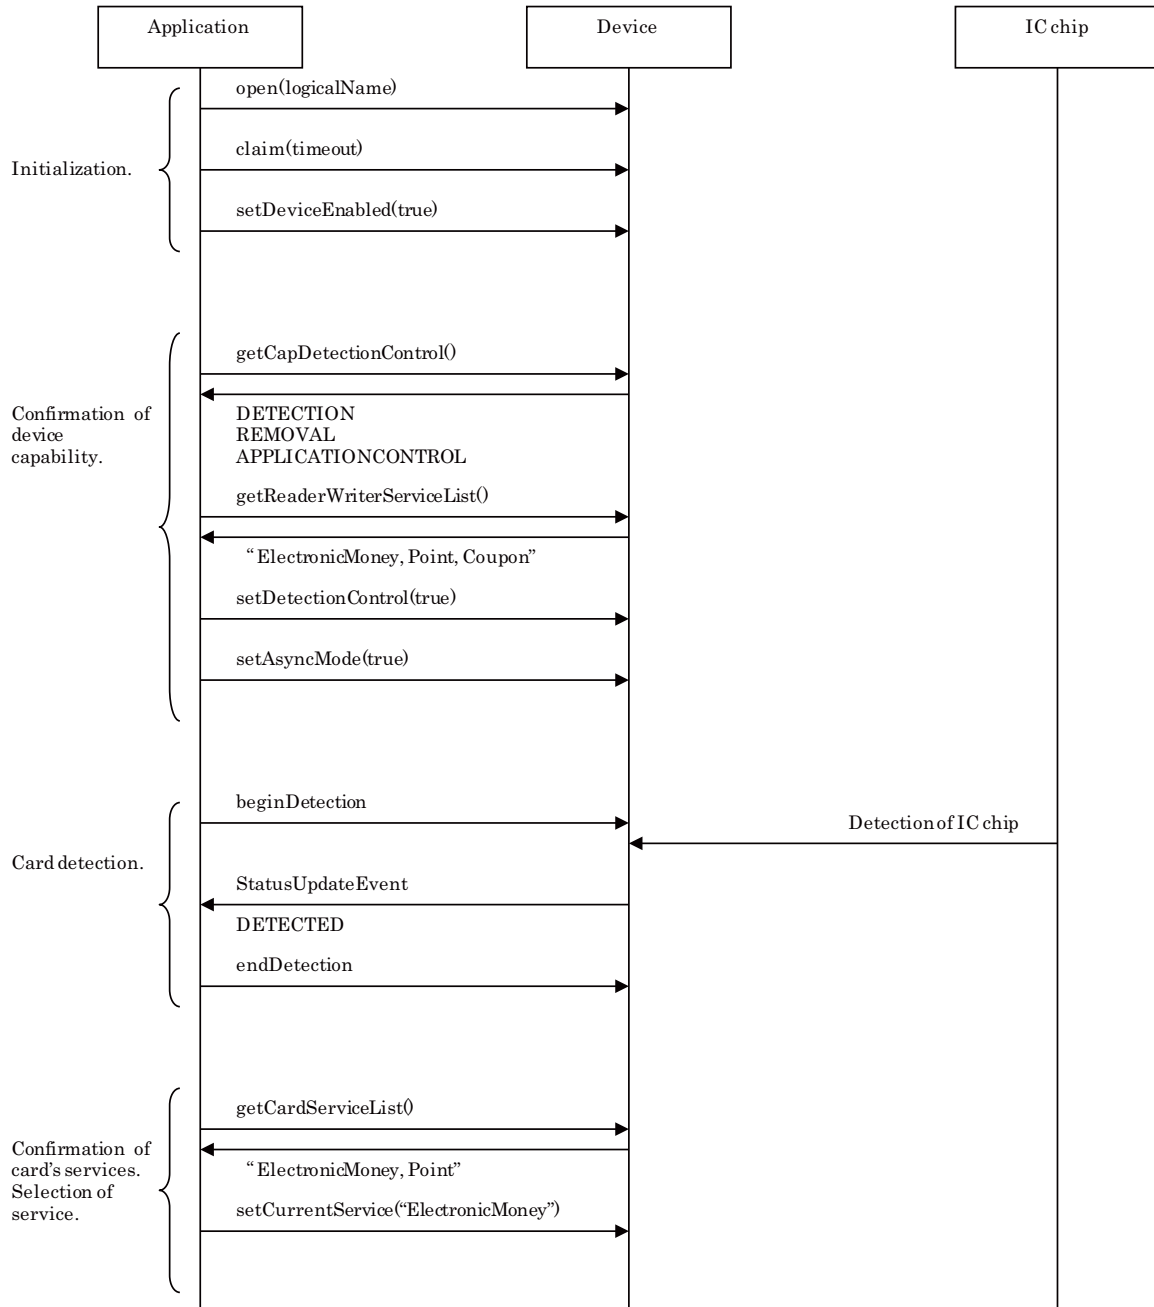 Application
Device
IC chip
open(logicalName)
claim(timeout)
Initialization.
setDeviceEnabled(true)
getCapDetectionControl()
Confirmation of
device
capability.
DETECTION
REMOVAL
APPLICATIONCONTROL
getReaderWriterServiceList()
“ElectronicMoney, Point, Coupon”
setDetectionControl(true)
setAsyncMode(true)
beginDetection
Detection of IC chip
Card detection.
StatusUpdateEvent
DETECTED
endDetection
getCardServiceList()
Confirmation of
card’s services.
Selection of
service.
“ElectronicMoney, Point”
setCurrentService(“ElectronicMoney”)